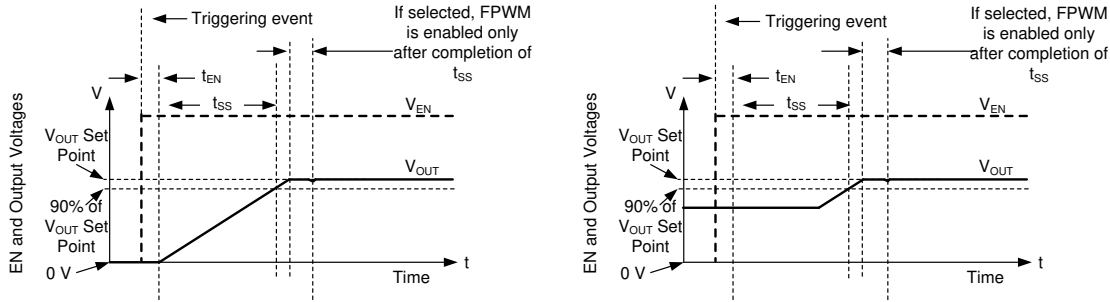 Triggering event
If selected, FPWM
is enabled only
after completion of
tSS
tEN
tSS
V
VEN
VOUT Set
Point
VOUT
90% of
VOUT Set
Point
0 V
Time
t
EN and Output Voltages
Triggering event
If selected, FPWM
is enabled only
after completion of
tSS
tEN
tSS
V
VEN
VOUT Set
Point
VOUT
90% of
VOUT Set
Point
0 V
Time
t
EN and Output Voltages